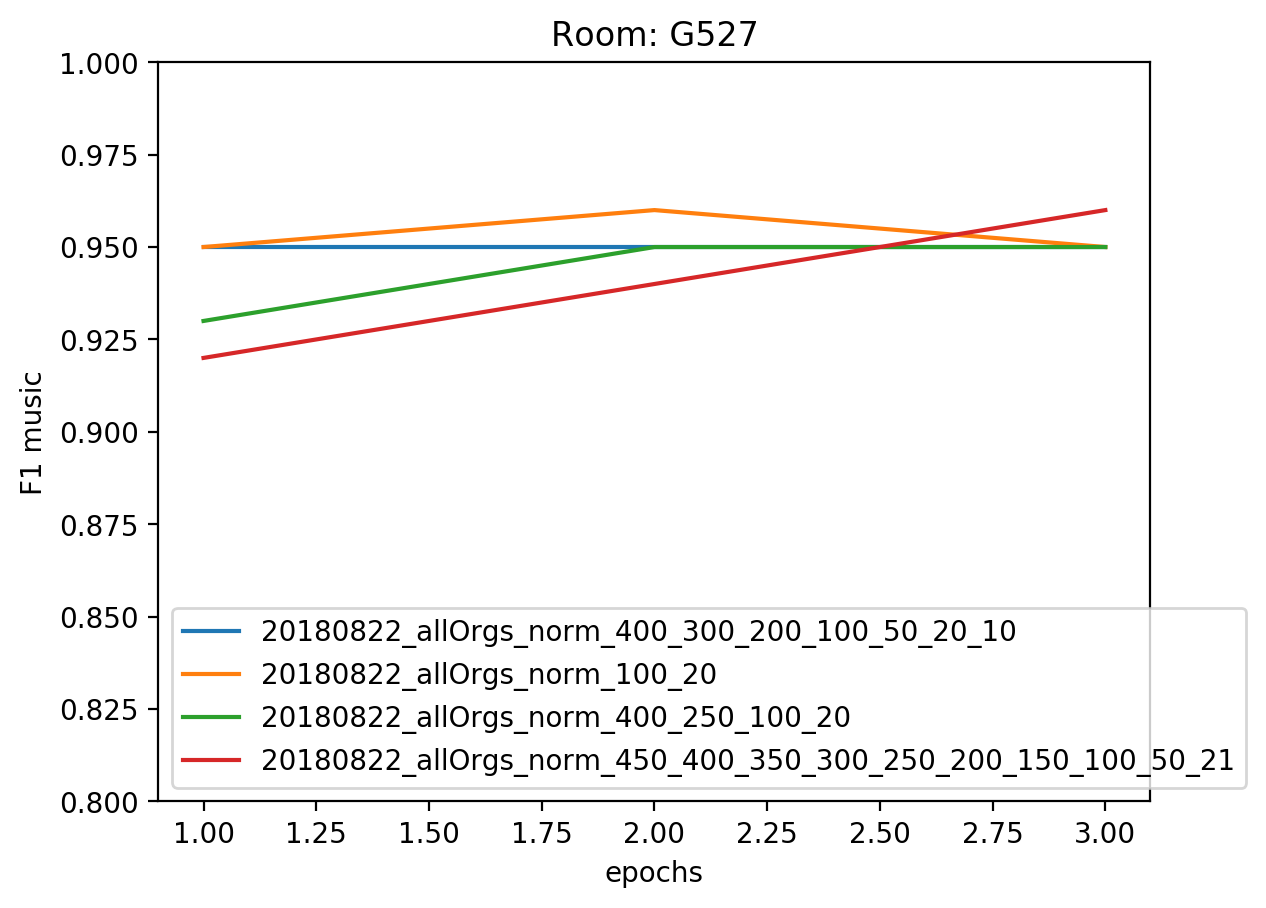 Room: G527
1.000
0.975
0.950
0.925
0.900
0.875
0.850
0.825
0.800
F1 music
20180822_allOrgs_norm_400_300_200_100_50_20_10
20180822_allOrgs_norm_100_20
20180822_allOrgs_norm_400_250_100_20
20180822_allOrgs_norm_450_400_350_300_250_200_150_100_50_21
1.00 1.25 1.50 1.75 2.00 2.25 2.50 2.75 3.00
epochs